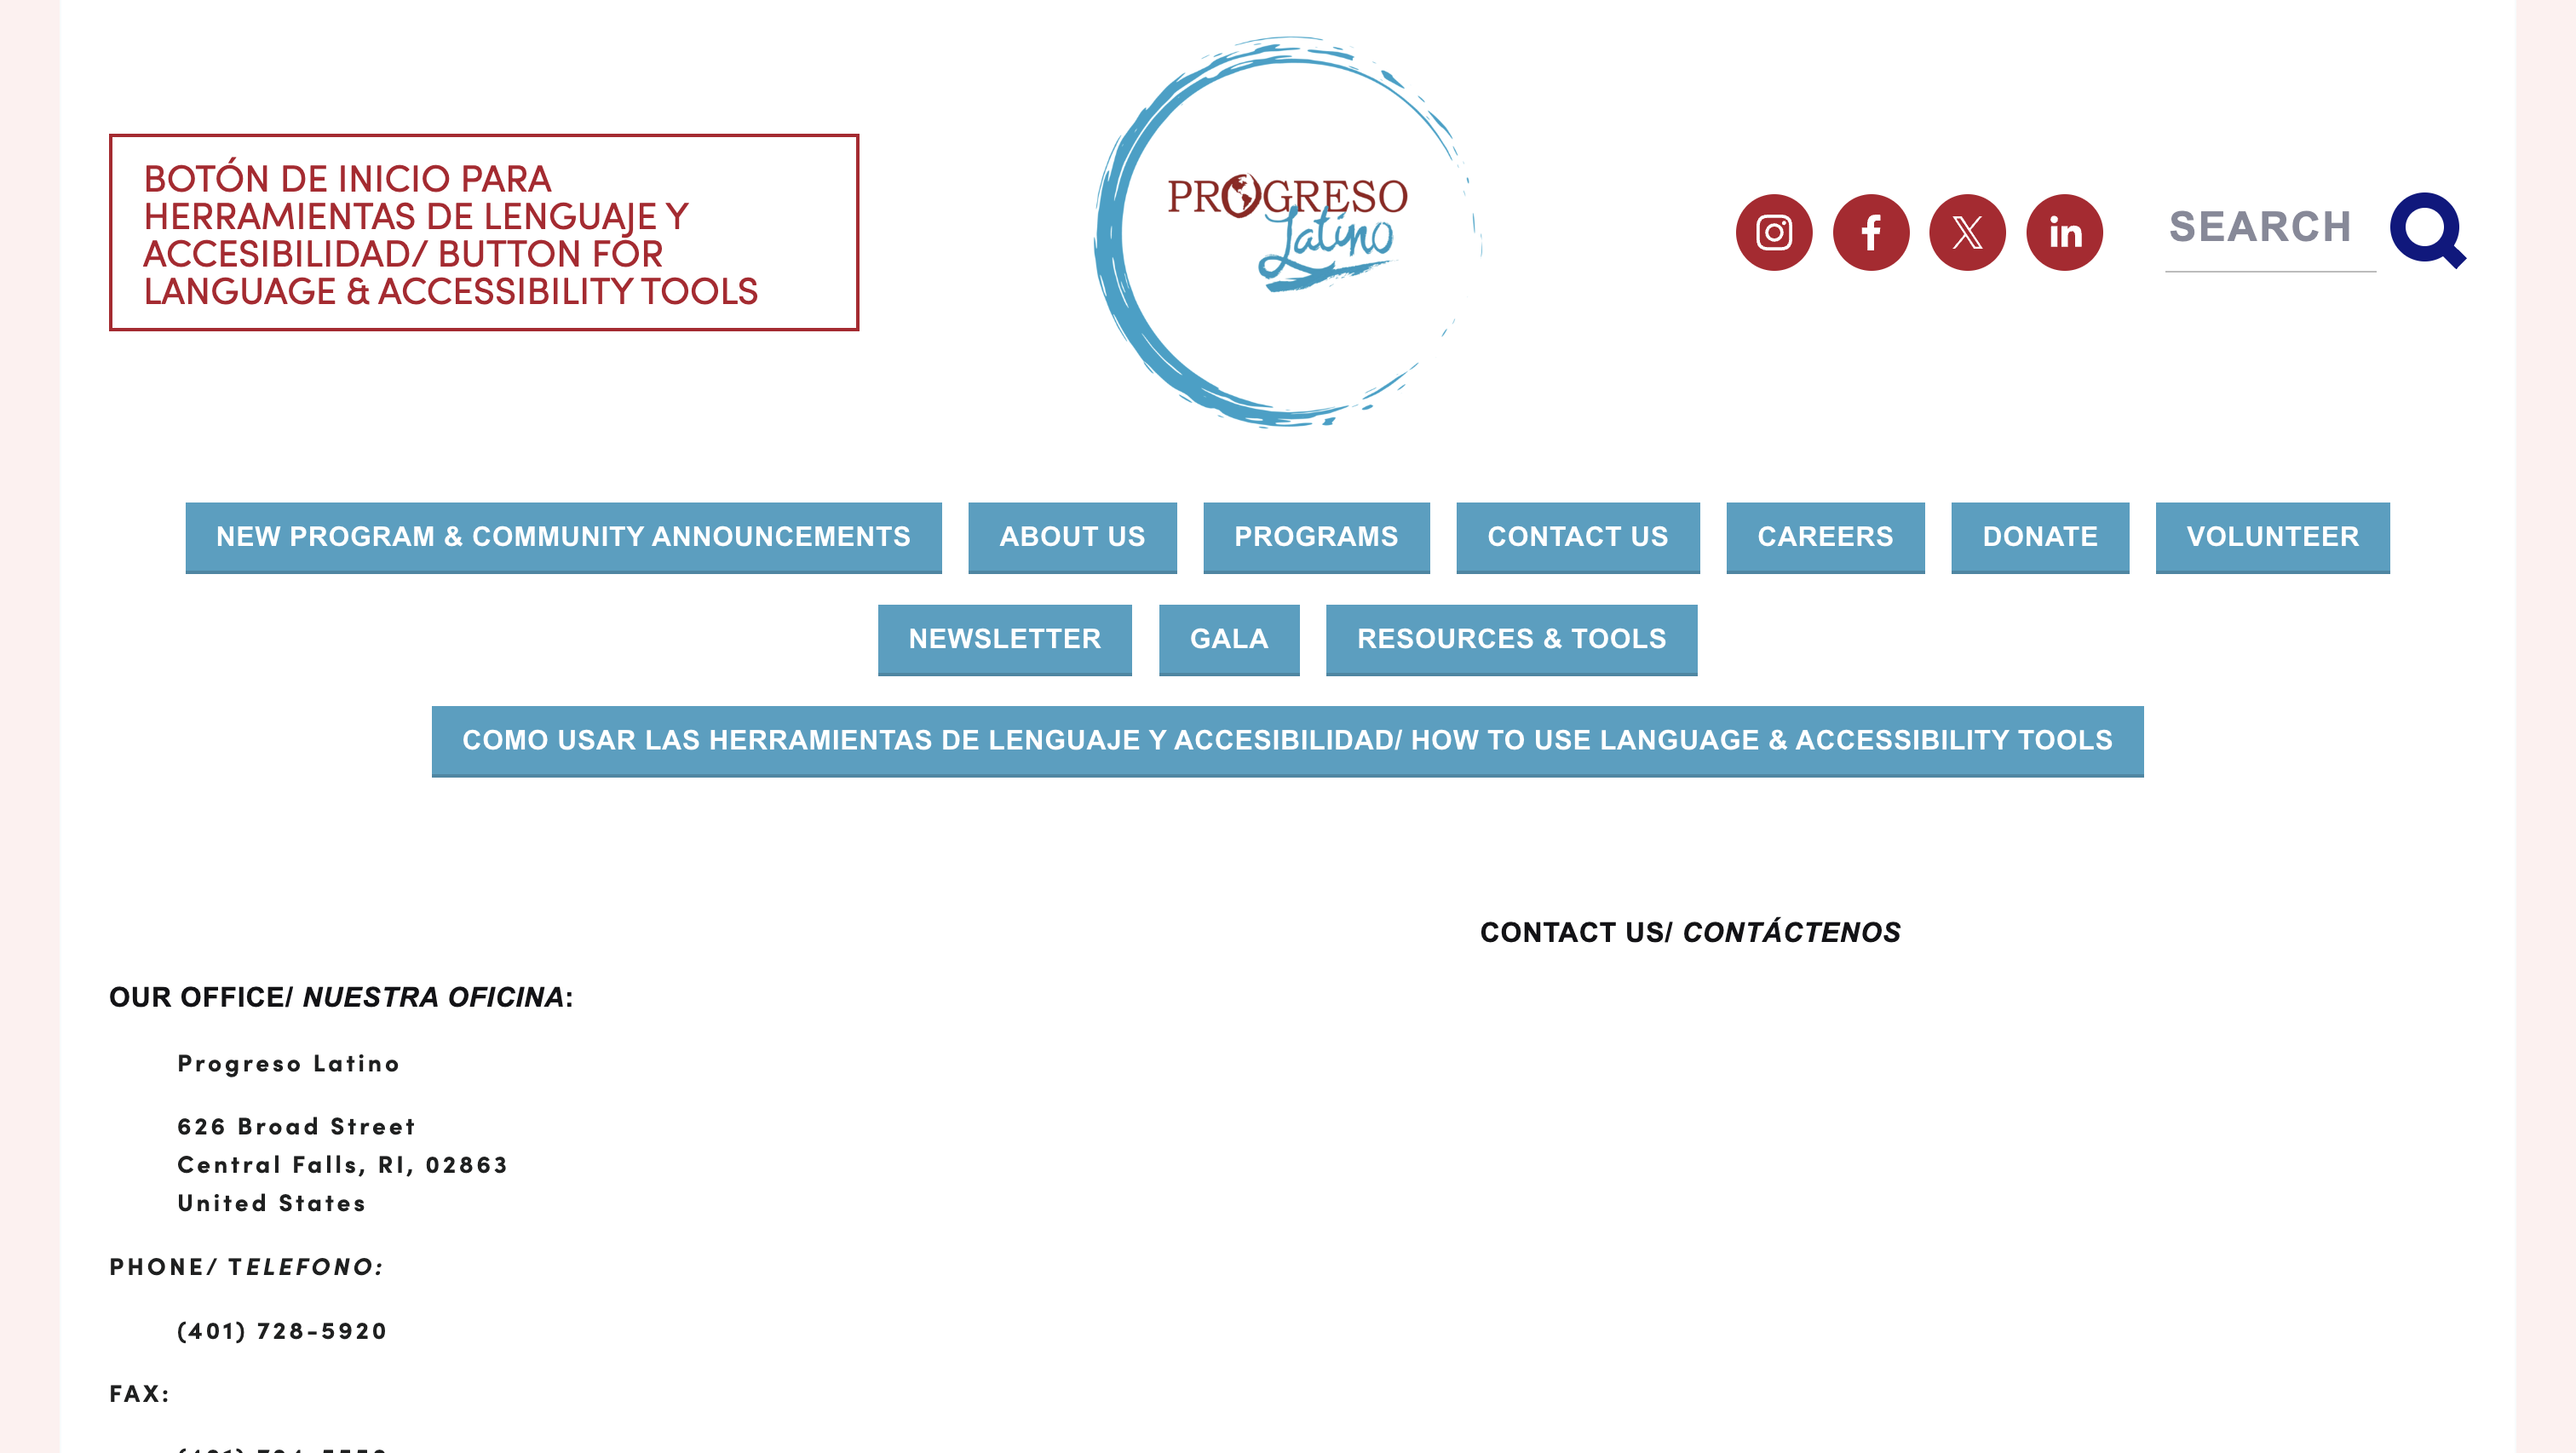 BOTÓN DE INICIO PARA
HERRAMIENTAS DE LENGUAJE Y
ACCESIBILIDAD/ BUTTON FOR
LANGUAGE & ACCESSIBILITY TOOLS
PROGRESO
Latino
SEARCH
NEW PROGRAM & COMMUNITY ANNOUNCEMENTS
ABOUT US
PROGRAMS
CONTACT US
CAREERS
DONATE
VOLUNTEER
NEWSLETTER
GALA
RESOURCES & TOOLS
COMO USAR LAS HERRAMIENTAS DE LENGUAJE Y ACCESIBILIDAD/ HOW TO USE LANGUAGE & ACCESSIBILITY TOOLS
CONTACT US/ CONTÁCTENOS
OUR OFFICE/ NUESTRA OFICINA:
Progreso Latino
626 Broad Street
Central Falls, RI, 02863
United States
PHONE/ TELEFONO:
(401) 728-5920
FAX: